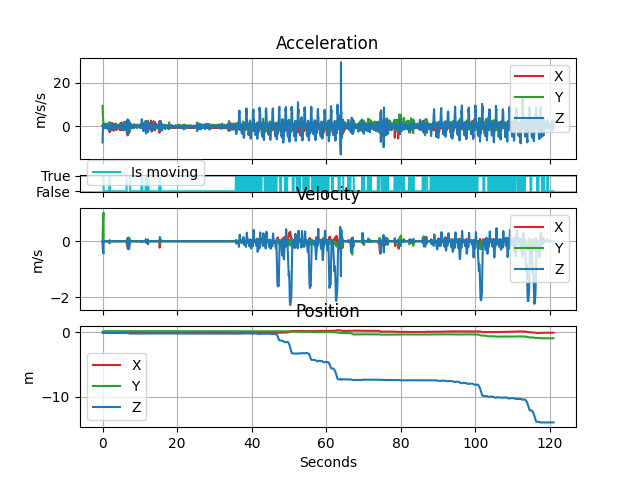 Acceleration
m/s/s
20
0
X
Y
Z
True
False
Is moving
Velocity
m/s
0
−2
X
Y
Z
Position
m
0
−10
X
Y
Z
0 20 40 60 80 100 120
Seconds